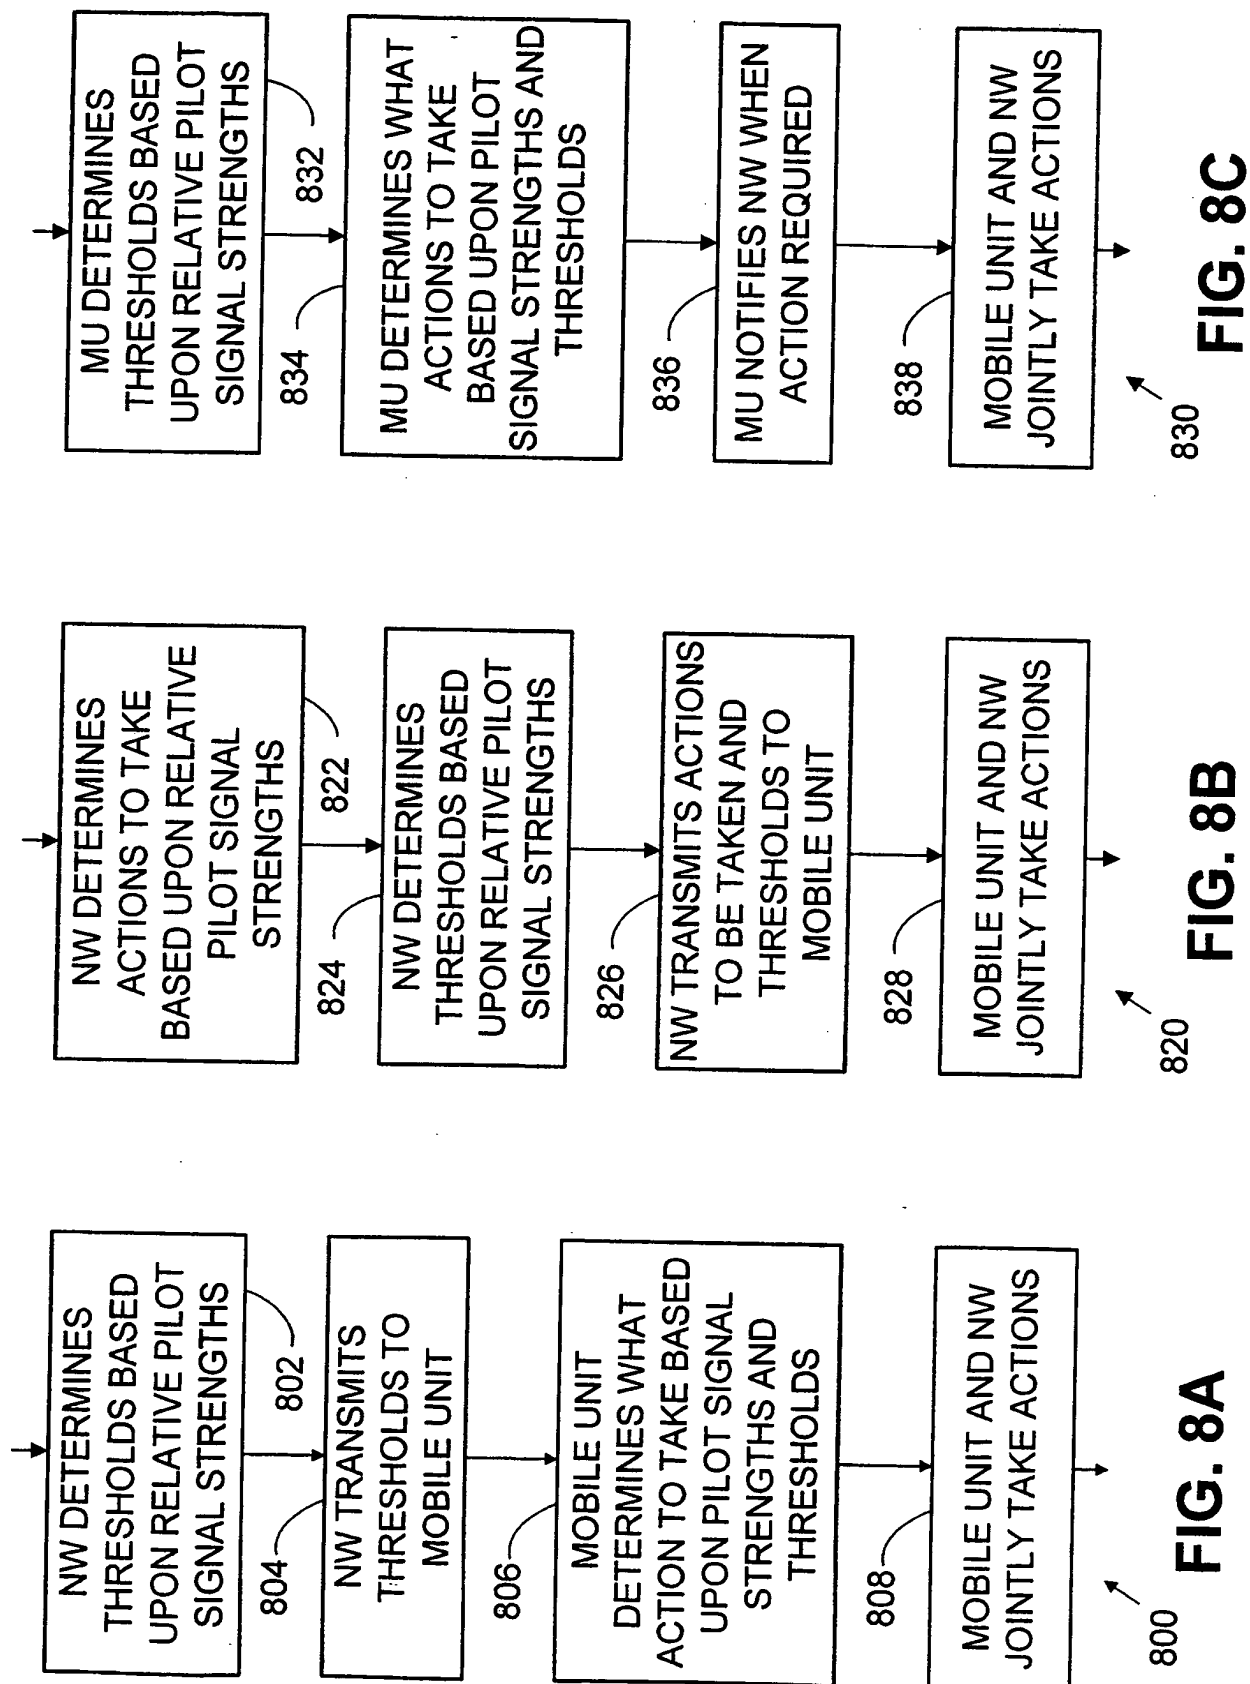 NW DETERMINES
THRESHOLDS BASED
UPON RELATIVE PILOT
SIGNAL STRENGTHS
802
804
NW TRANSMITS
THRESHOLDS TO
MOBILE UNIT
806
MOBILE UNIT
DETERMINES WHAT
ACTION TO TAKE BASED
UPON PILOT SIGNAL
STRENGTHS AND
THRESHOLDS
808
MOBILE UNIT AND NW
JOINTLY TAKE ACTIONS
800
FIG. 8A
NW DETERMINES
ACTIONS TO TAKE
BASED UPON RELATIVE
PILOT SIGNAL
STRENGTHS
822
824
NW DETERMINES
THRESHOLDS BASED
UPON RELATIVE PILOT
SIGNAL STRENGTHS
826
NW TRANSMITS ACTIONS
TO BE TAKEN AND
THRESHOLDS TO
MOBILE UNIT
828
MOBILE UNIT AND NW
JOINTLY TAKE ACTIONS
820
FIG. 8B
MU DETERMINES
THRESHOLDS BASED
UPON RELATIVE PILOT
SIGNAL STRENGTHS
832
834
MU DETERMINES WHAT
ACTIONS TO TAKE
BASED UPON PILOT
SIGNAL STRENGTHS AND
THRESHOLDS
836
MU NOTIFIES NW WHEN
ACTION REQUIRED
838
MOBILE UNIT AND NW
JOINTLY TAKE ACTIONS
830
FIG. 8C